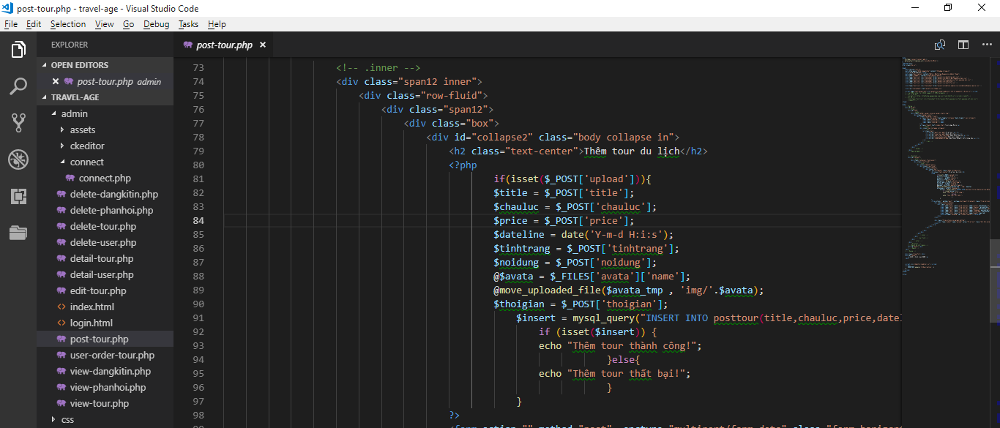 post-tour.php - travel-age - Visual Studio Code
File Edit Selection View Go Debug Tasks Help
EXPLORER
OPEN EDITORS
post-tour.php admin
TRAVEL-AGE
admin
assets
ckeditor
connect
connect.php
delete-dangkitin.php
delete-phanhoi.php
delete-tour.php
delete-user.php
detail-tour.php
detail-user.php
edit-tour.php
index.html
login.html
post-tour.php
user-order-tour.php
view-dangkitin.php
view-phanhoi.php
view-tour.php
css
post-tour.php
73 <!-- .inner -->
74 <div class="span12 inner">
75 <div class="row-fluid">
76 <div class="span12">
77 <div class="box">
78 <div id="collapse2" class="body collapse in">
79 <h2 class="text-center">Thêm tour du lịch</h2>
80 <?php
81 if(isset($_POST['upload'])){
82 $title = $_POST['title'];
83 $chauluc = $_POST['chauluc'];
84 $price = $_POST['price'];
85 $dateline = date('Y-m-d H:i:s');
86 $tinhtrang = $_POST['tinhtrang'];
87 $noidung = $_POST['noidung'];
88 @$avata = $_FILES['avata']['name'];
89 @move_uploaded_file($avata_tmp , 'img/'.$avata);
90 $thoigian = $_POST['thoigian'];
91 $insert = mysql_query("INSERT INTO posttour(title,chauluc,price,datel
92 if (isset($insert)) {
93 echo "Thêm tour thành công!";
94 }else{
95 echo "Thêm tour thất bại!";
96 }
97 }
98 ?>